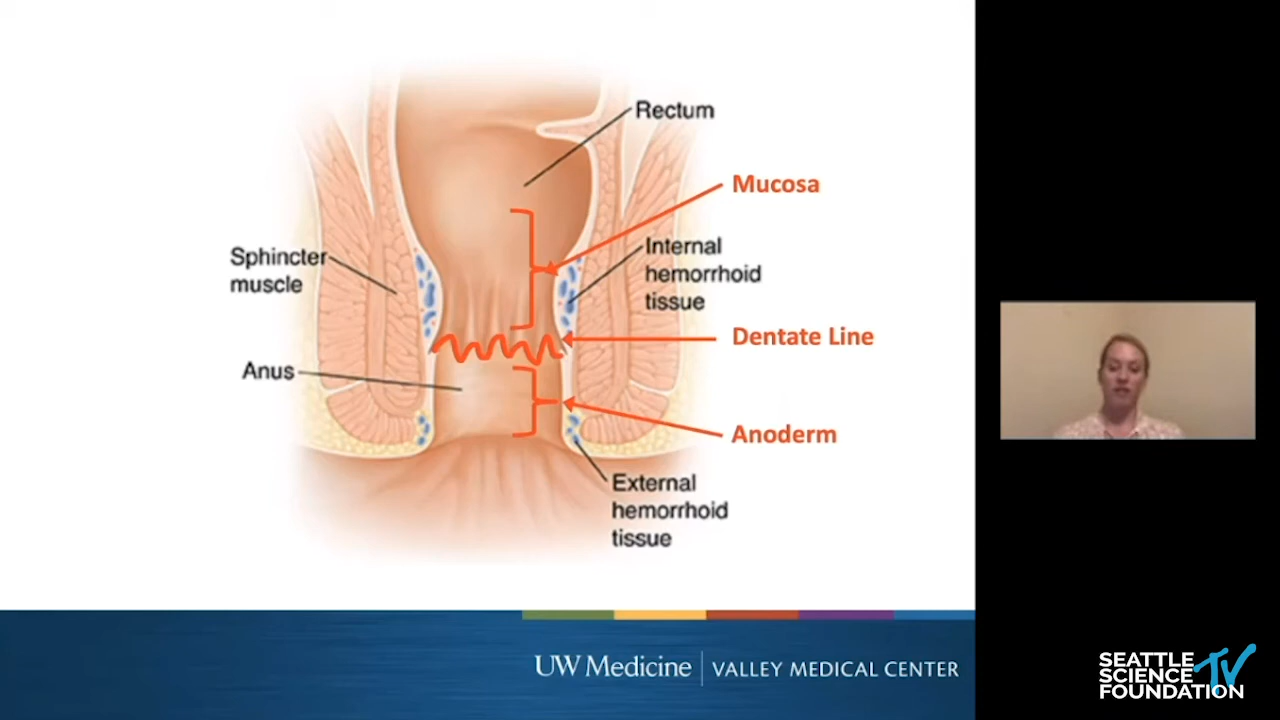 Rectum
Mucosa
Sphincter
muscle
Internal
hemorrhoid
tissue
Dentate Line
Anus
Anoderm
External
hemorrhoid
tissue
UW Medicine VALLEY MEDICAL CENTER
SEATTLE
SCIENCE TV
FOUNDATION